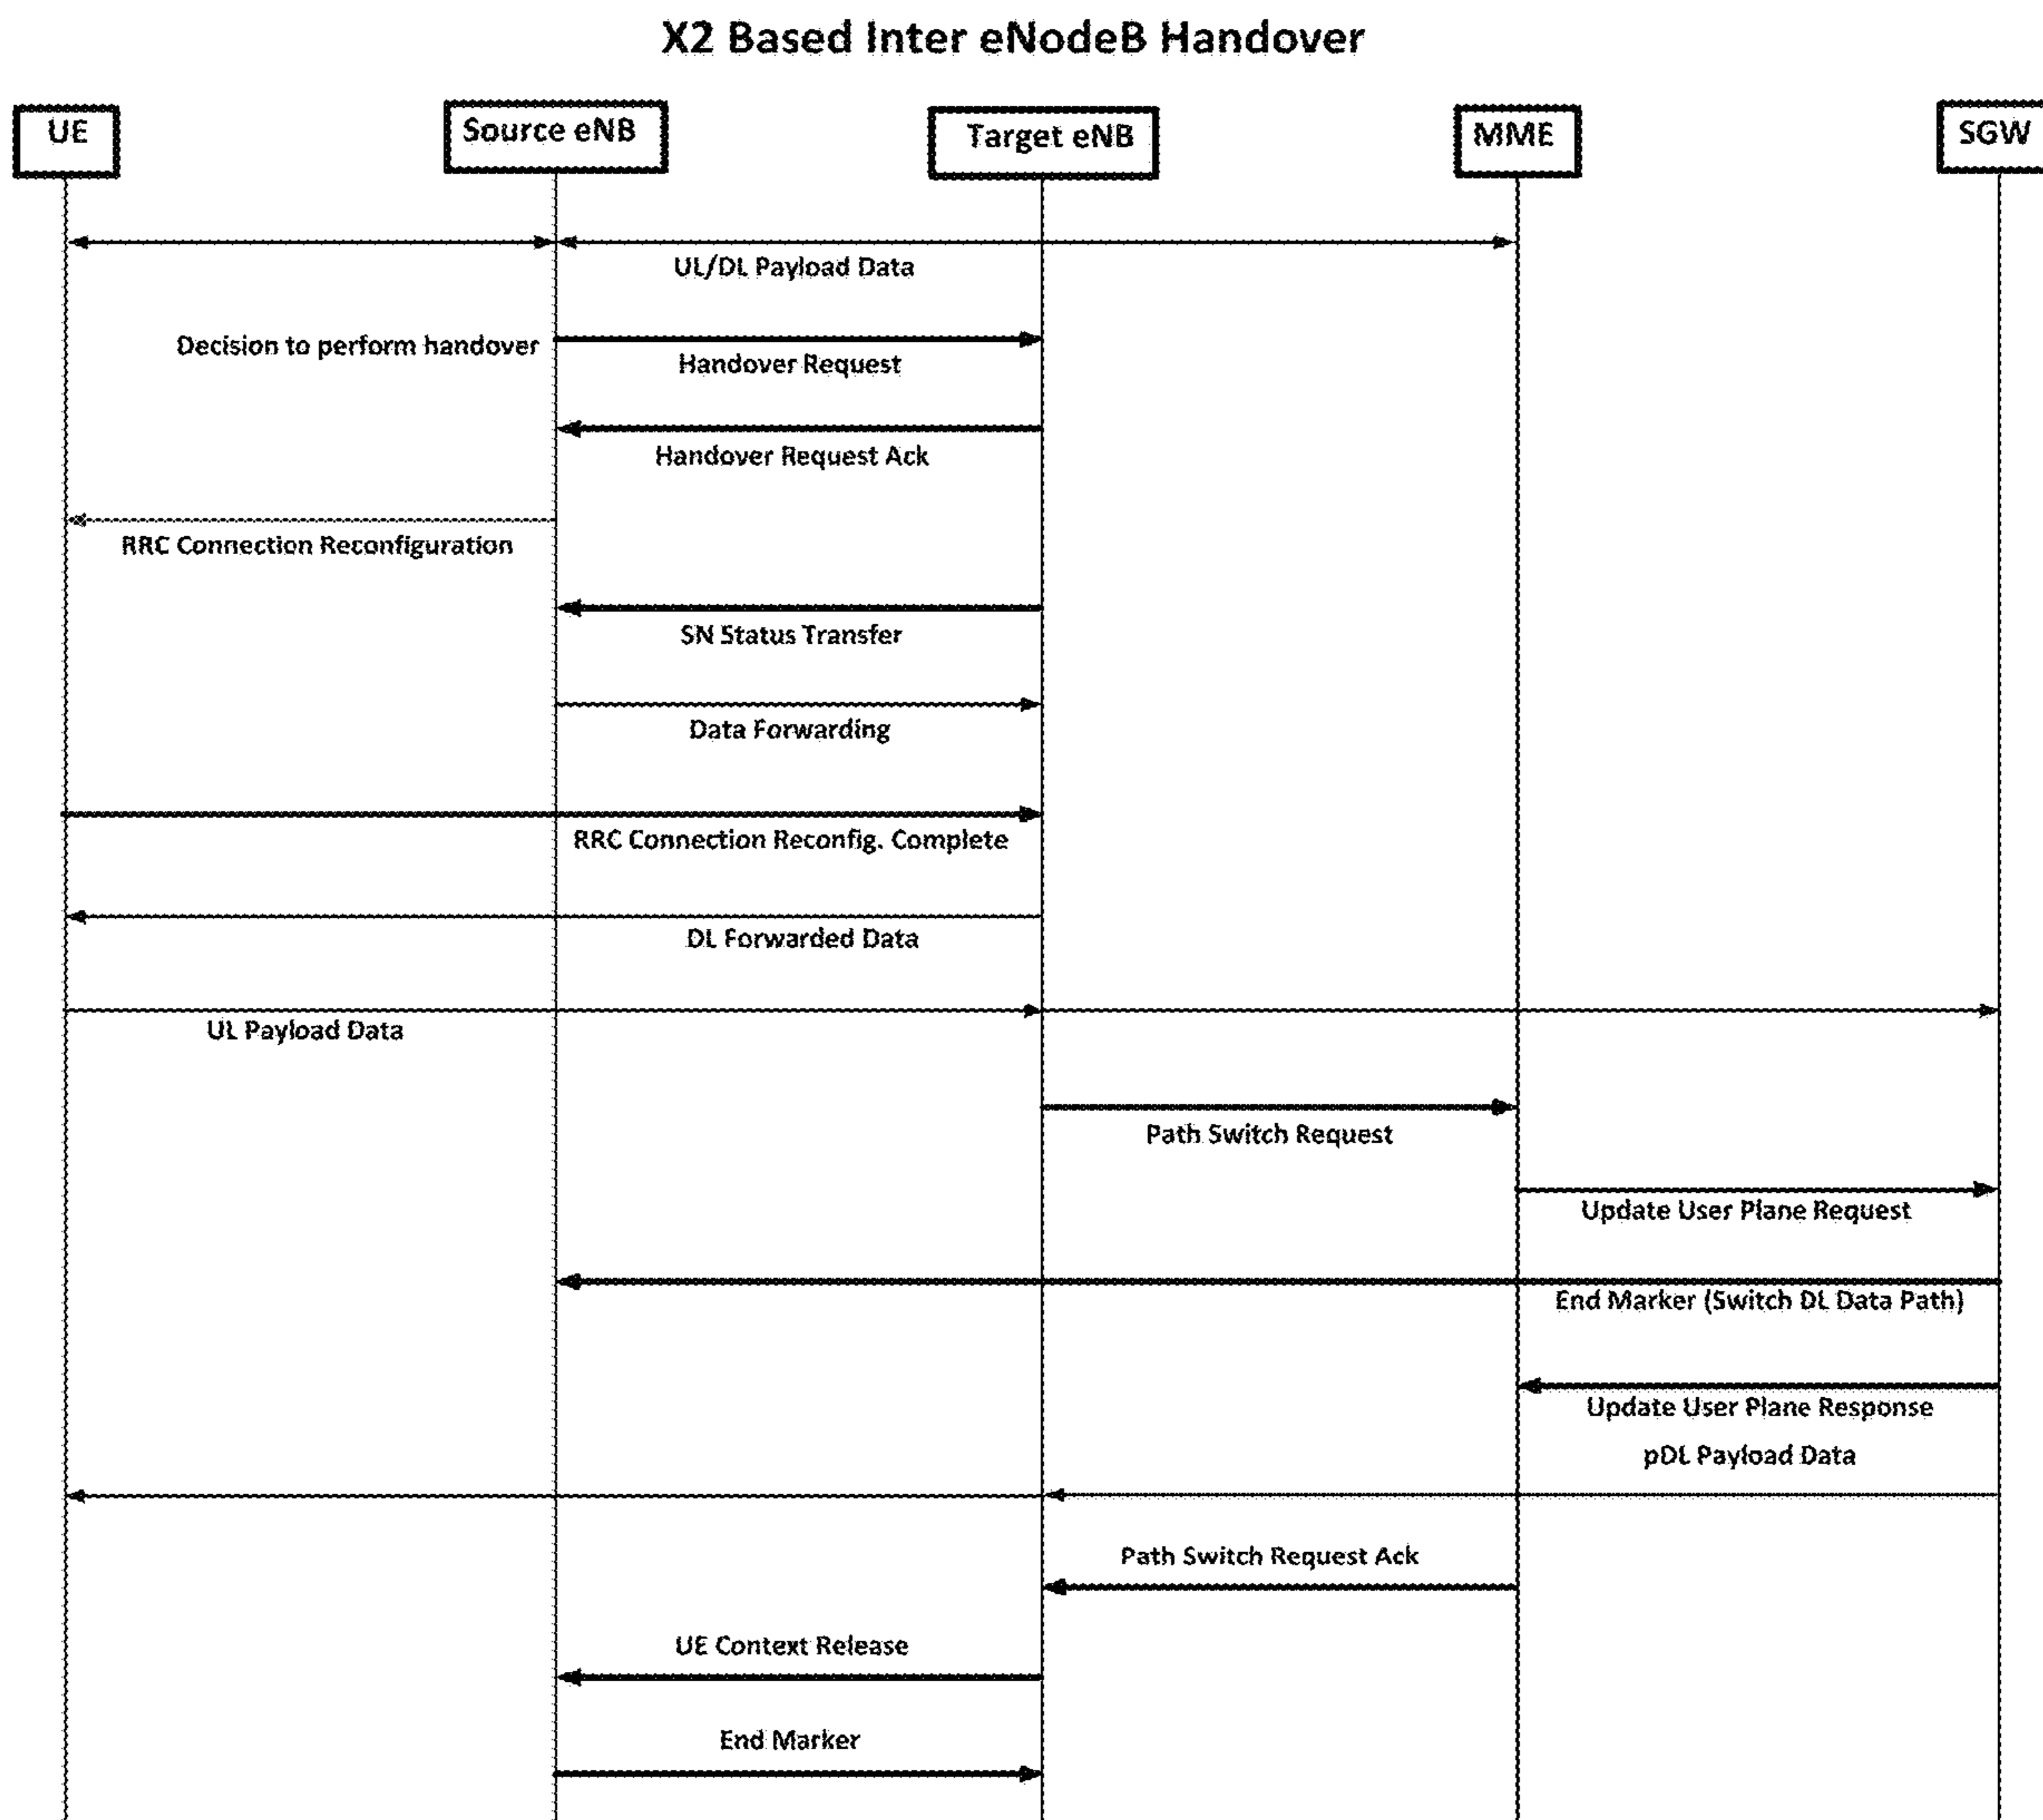 X2 Based Inter eNodeB Handover
UE
Source eNB
Target eNB
MME
SGW
UL/DL Payload Data
Decision to perform handover
Handover Request
Handover Request Ack
RRC Connection Reconfiguration
SN Status Transfer
Data Forwarding
RRC Connection Reconfig. Complete
DL Forwarded Data
UL Payload Data
Path Switch Request
Update User Plane Request
End Marker (Switch DL Data Path)
Update User Plane Response
pDL Payload Data
Path Switch Request Ack
UE Context Release
End Marker